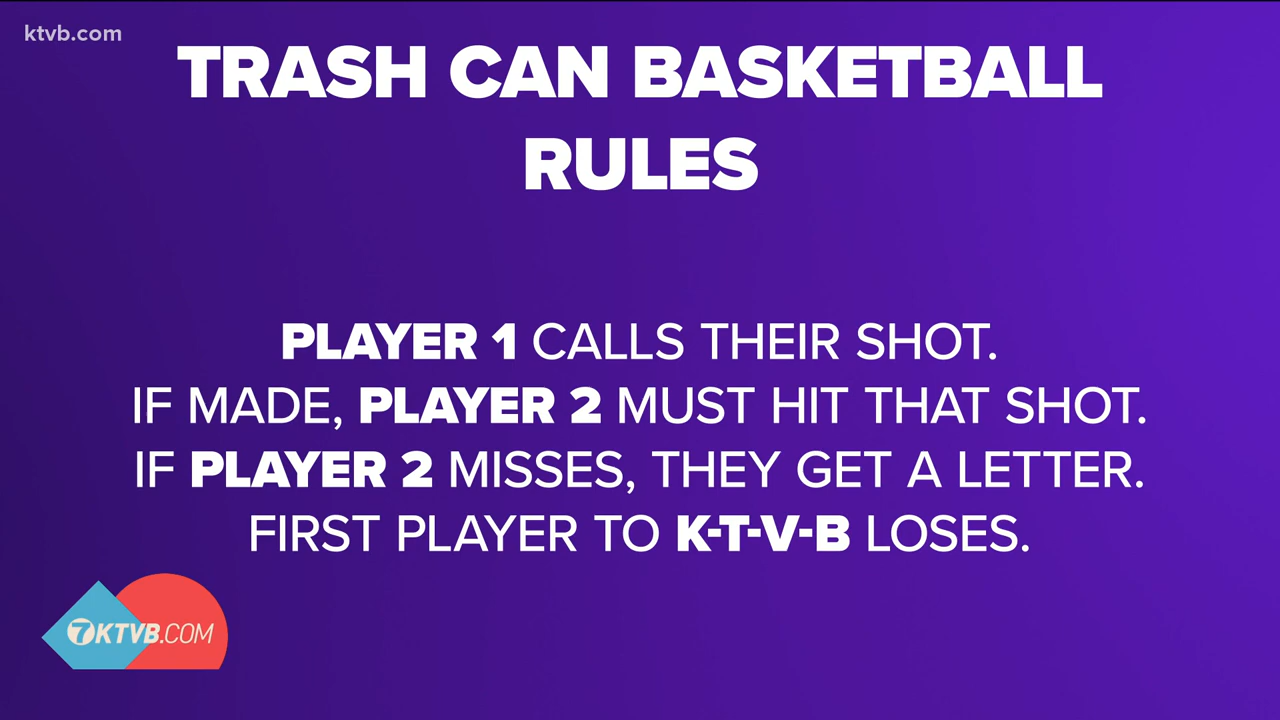 ktvb.com
TRASH CAN BASKETBALL
RULES
PLAYER 1 CALLS THEIR SHOT.
IF MADE, PLAYER 2 MUST HIT THAT SHOT.
IF PLAYER 2 MISSES, THEY GET A LETTER.
FIRST PLAYER TO K-T-V-B LOSES.
7KTVB.COM